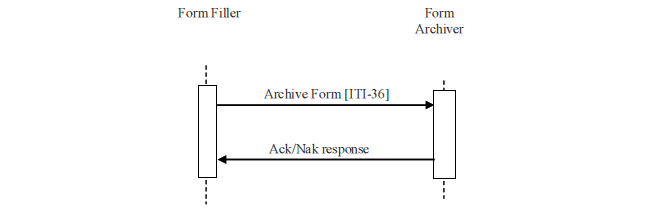 Form Filler
Form
Archiver
Archive Form [ITI-36]
Ack/Nak response